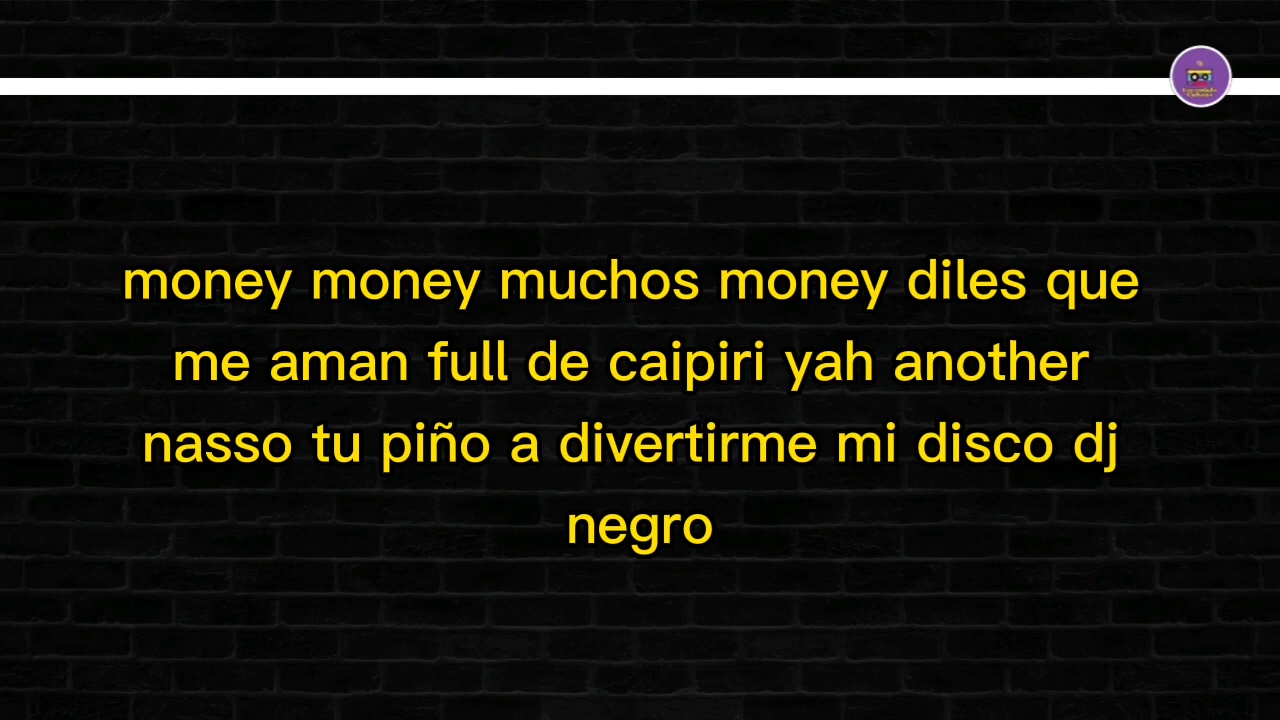 money money muchos money diles que
me aman full de caipiri yah another
nasso tu piño a divertirme mi disco dj
negro